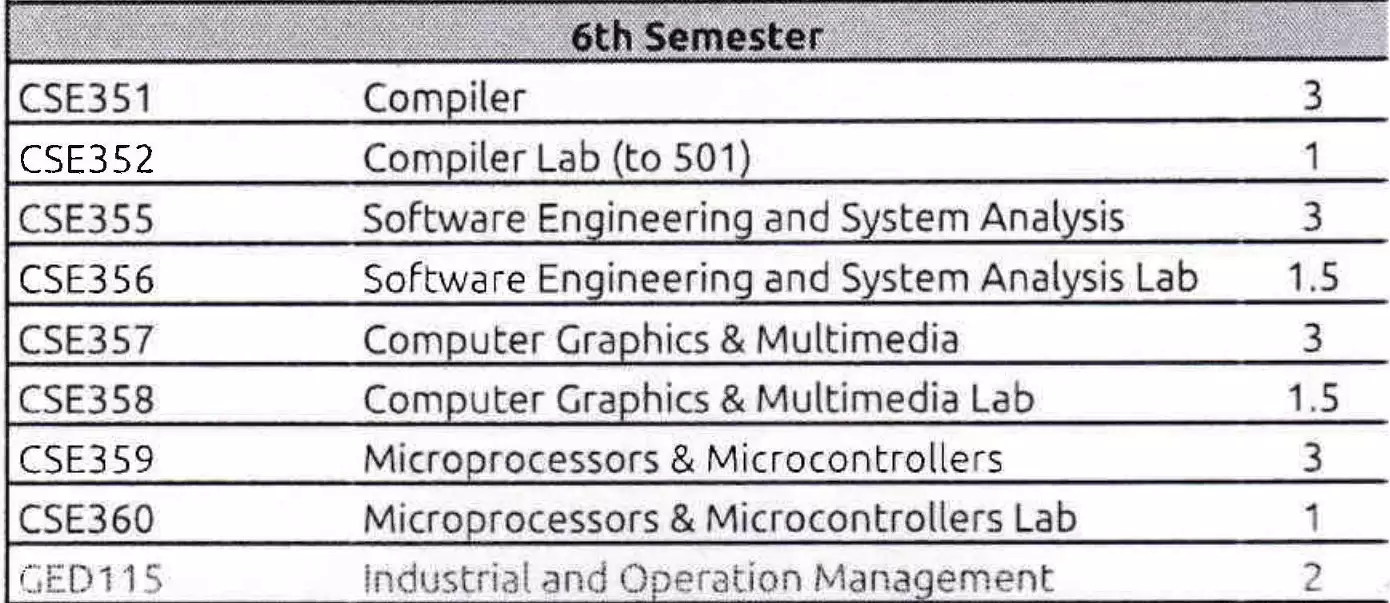 6th Semester
CSE351 Compiler 3
CSE352 Compiler Lab (to 501) 1
CSE355 Software Engineering and System Analysis 3
CSE356 Software Engineering and System Analysis Lab 1.5
CSE357 Computer Graphics & Multimedia 3
CSE358 Computer Graphics & Multimedia Lab 1.5
CSE359 Microprocessors & Microcontrollers 3
CSE360 Microprocessors & Microcontrollers Lab 1
GED115 Industrial and Operation Management 2